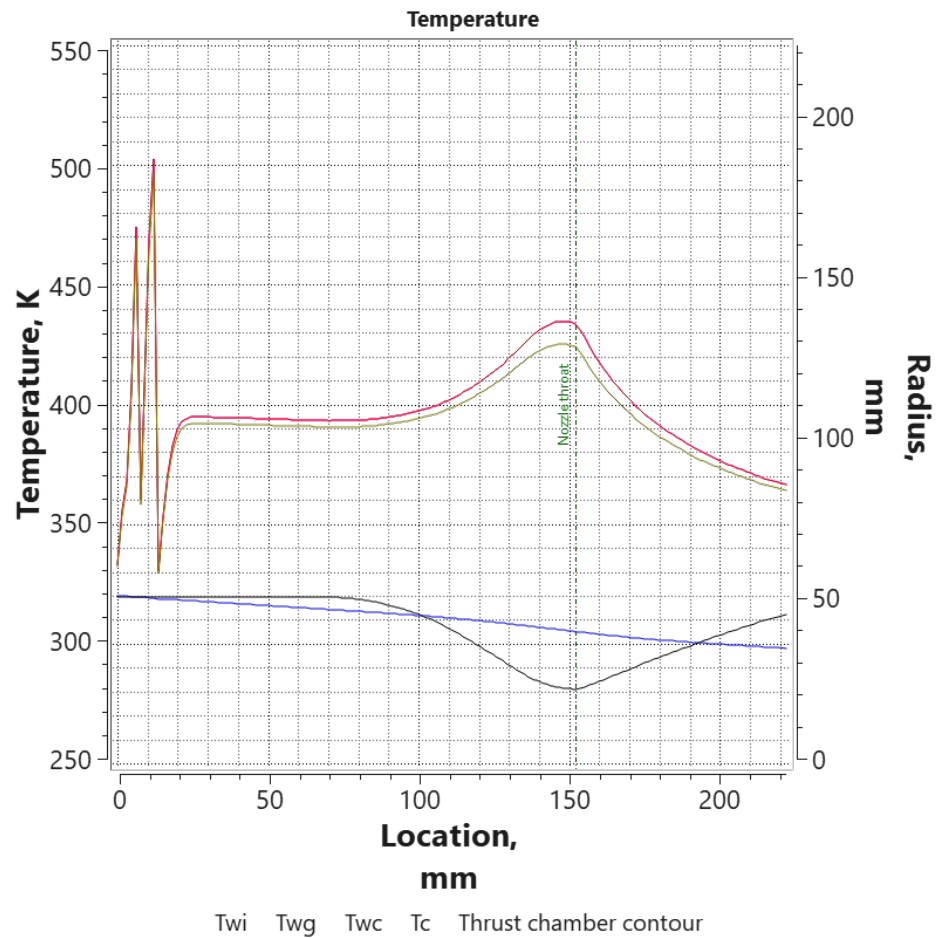 Temperature
550
500
450
400
350
300
250
Temperature, K
200
150
100
50
0
Radius,
mm
Nozzle throat
0 50 100 150 200
Location,
mm
Twi Twg Twc Tc Thrust chamber contour